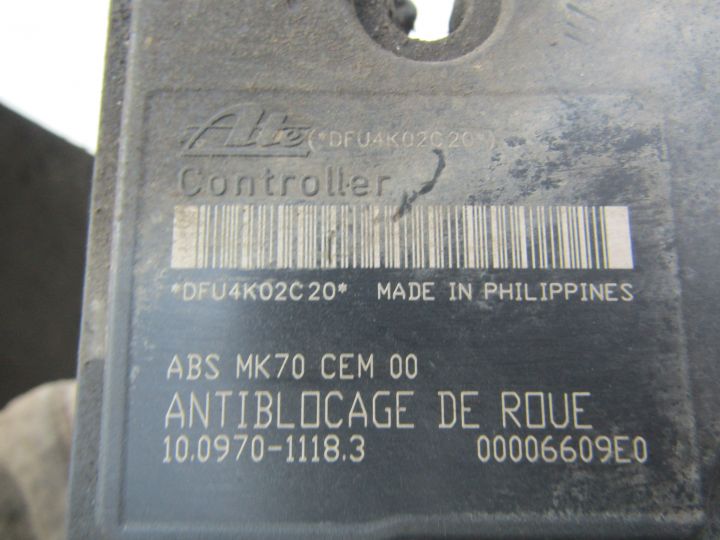 Ate (*DFU4K02C20*)
Controller
*DFU4K02C20* MADE IN PHILIPPINES
ABS MK70 CEM 00
ANTIBLOCAGE DE ROUE
10.0970-1118.3 00006609E0